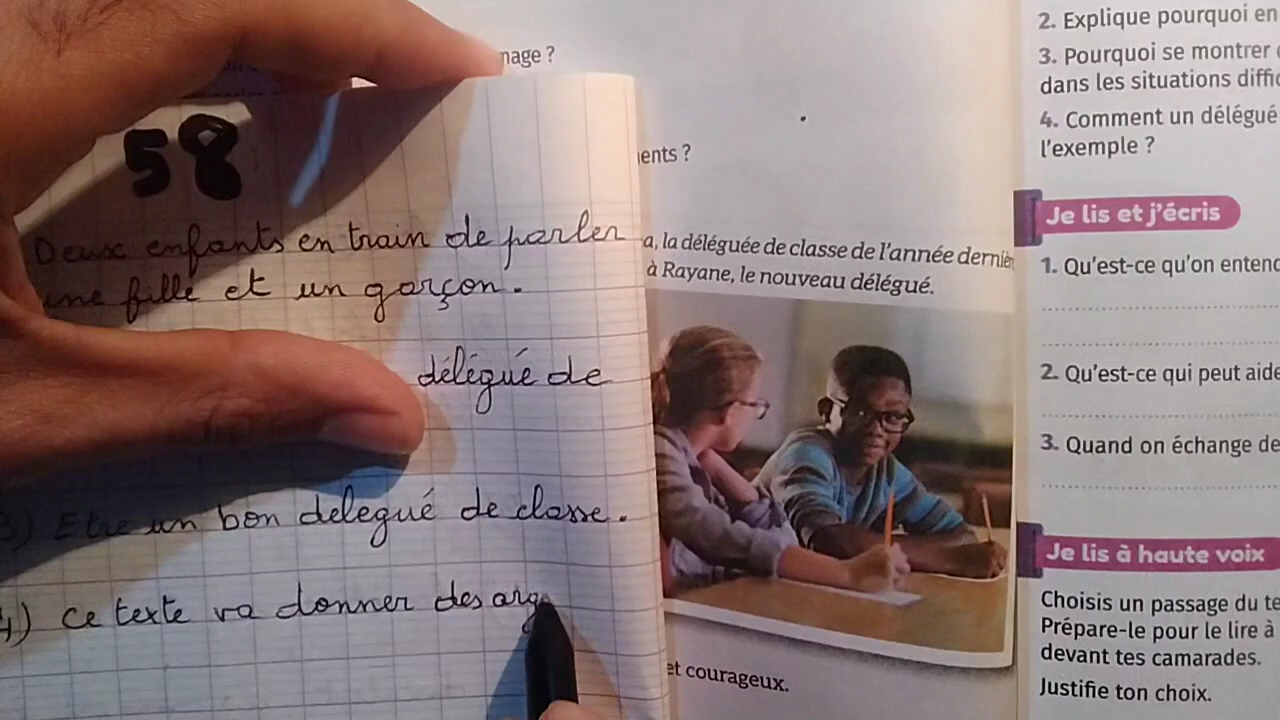 58
Deux enfants en train de parler
une fille et un garçon.
délégué de
3) Etre un bon delegué de classe.
4) ce texte va donner des arg
nage ?
ents ?
a, la déléguée de classe de l'année derniè
à Rayane, le nouveau délégué.
et courageux.
2. Explique pourquoi en
3. Pourquoi se montrer
dans les situations diffic
4. Comment un délégué
l'exemple ?
Je lis et j'écris
1. Qu'est-ce qu'on entend
2. Qu'est-ce qui peut aide
3. Quand on échange de
Je lis à haute voix
Choisis un passage du te
Prépare-le pour le lire à
devant tes camarades.
Justifie ton choix.